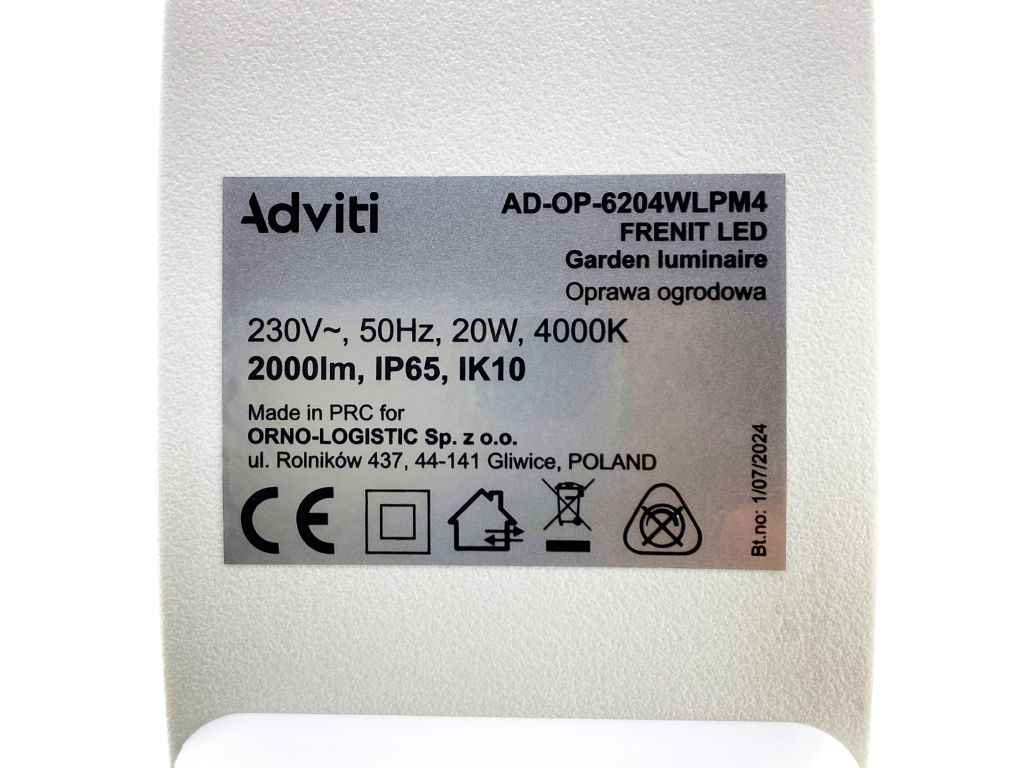 Adviti
AD-OP-6204WLPM4
FRENIT LED
Garden luminaire
Oprawa ogrodowa
230V~, 50Hz, 20W, 4000K
2000lm, IP65, IK10
Made in PRC for
ORNO-LOGISTIC Sp. z o.o.
ul. Rolników 437, 44-141 Gliwice, POLAND
CE
Bt.no: 1/07/2024